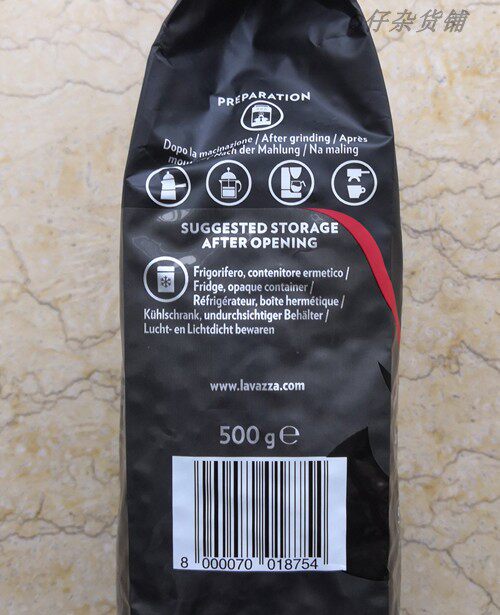 仔杂货铺
PREPARATION
Dopo la macinazione / After grinding / Après
der Mahlung / Na maling
SUGGESTED STORAGE
AFTER OPENING
Frigorifero, contenitore ermetico /
Fridge, opaque container /
Réfrigérateur, boîte hermétique /
Kühlschrank, undurchsichtiger Behälter /
Lucht- en Lichtdicht bewaren
www.lavazza.com
500 g ℮
8 000070 018754